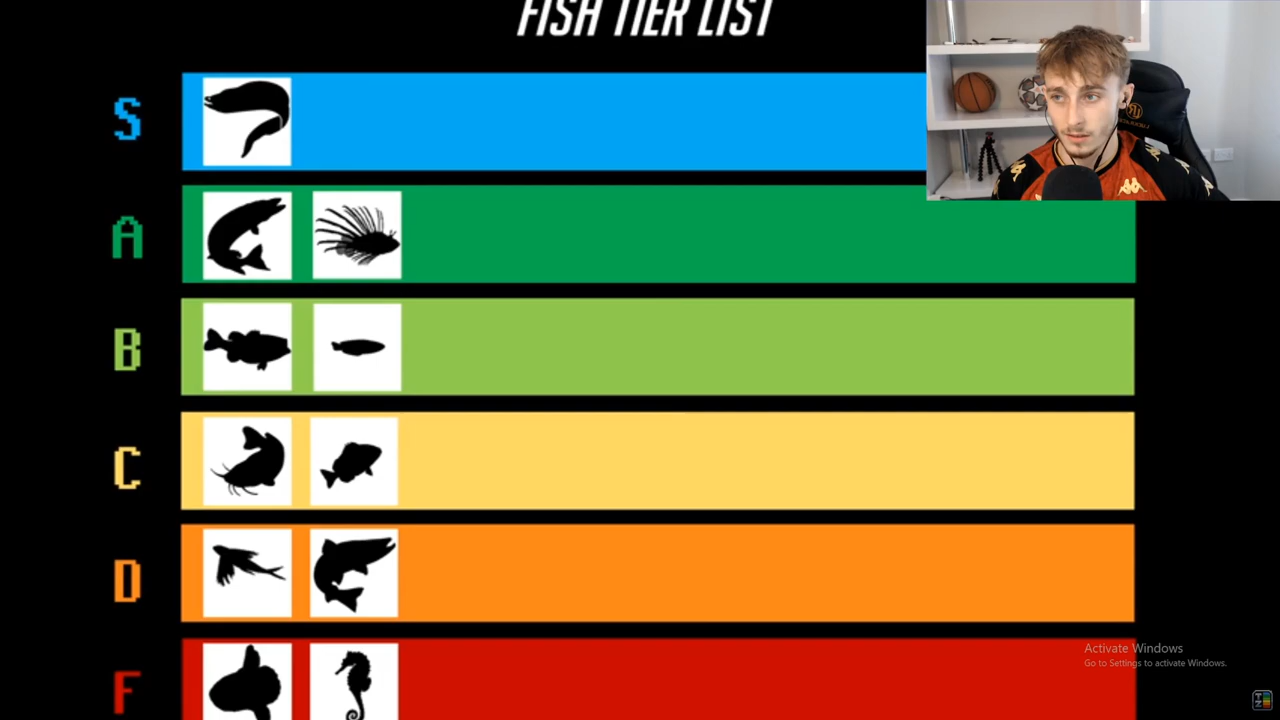 FISH TIER LIST
S
A
B
C
D
F
Activate Windows
Go to Settings to activate Windows.